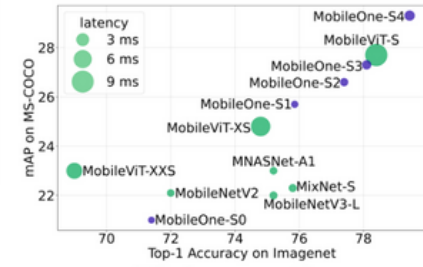 latency
3 ms
6 ms
9 ms
MobileOne-S4
MobileViT-S
MobileOne-S3
MobileOne-S2
MobileOne-S1
MobileViT-XS
MNASNet-A1
MobileViT-XXS
MixNet-S
MobileNetV2
MobileNetV3-L
MobileOne-S0
mAP on MS-COCO
28
26
24
22
70 72 74 76 78
Top-1 Accuracy on Imagenet